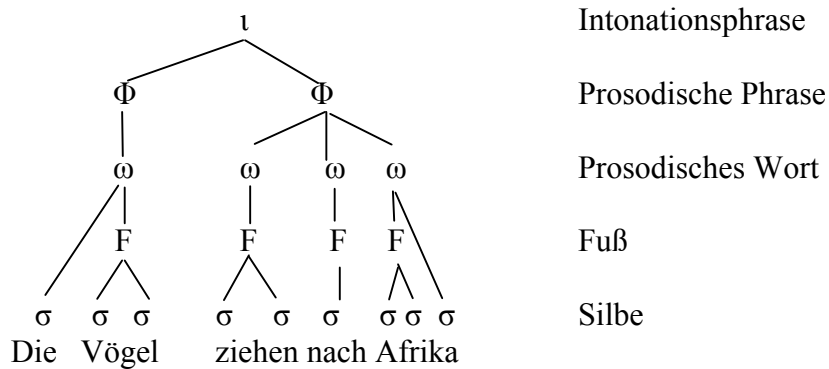 ι Intonationsphrase
Φ Φ Prosodische Phrase
ω ω ω ω Prosodisches Wort
F F F F Fuß
σ σ σ σ σ σ σ σ σ Silbe
Die Vögel ziehen nach Afrika